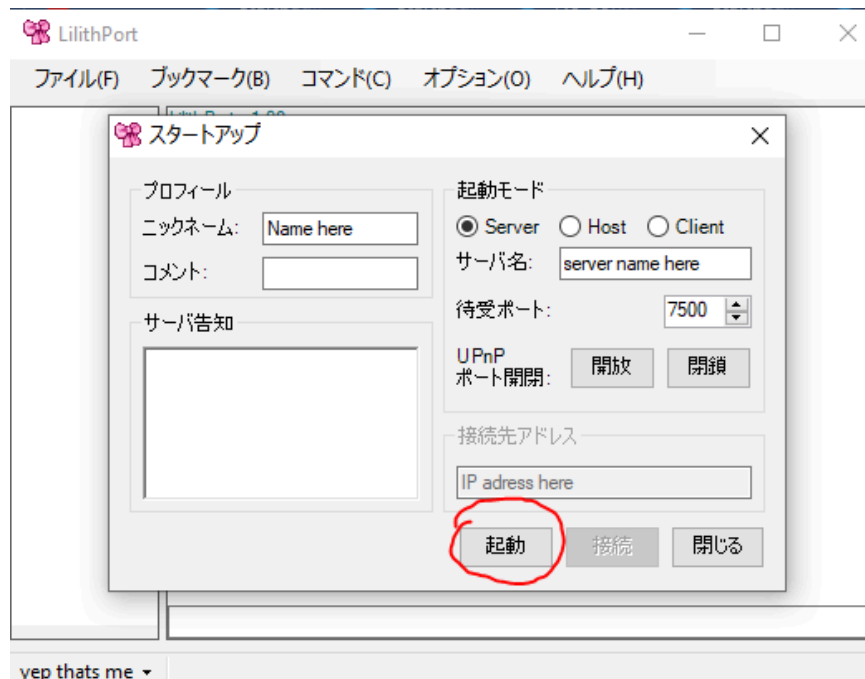 LilithPort
ファイル(F) ブックマーク(B) コマンド(C) オプション(O) ヘルプ(H)
スタートアップ
プロフィール
ニックネーム: Name here
コメント:
サーバ告知
起動モード
Server Host Client
サーバ名: server name here
待受ポート: 7500
UPnP
ポート開閉: 開放 閉鎖
接続先アドレス
IP adress here
起動 接続 閉じる
yep thats me